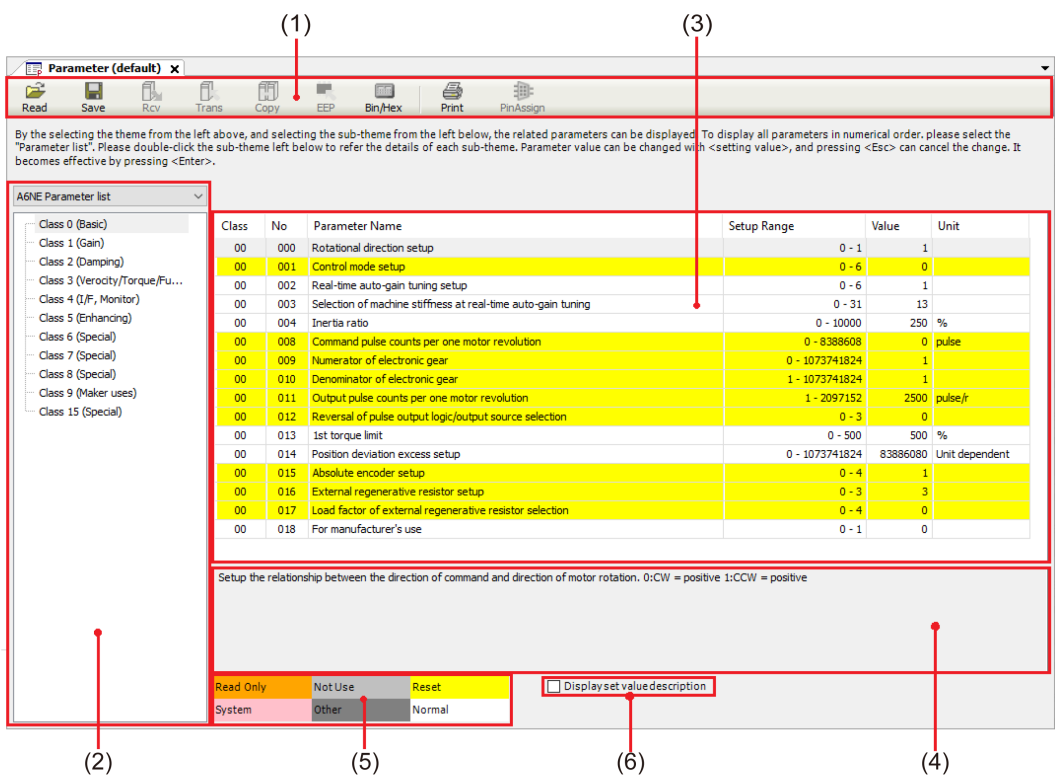 (1)
(3)
Parameter (default) x
Read Save Rcv Trans Copy EEP Bin/Hex Print PinAssign
By the selecting the theme from the left above, and selecting the sub-theme from the left below, the related parameters can be displayed. To display all parameters in numerical order. please select the
"Parameter list". Please double-click the sub-theme left below to refer the details of each sub-theme. Parameter value can be changed with <setting value>, and pressing <Esc> can cancel the change. It
becomes effective by pressing <Enter>.
A6NE Parameter list
Class 0 (Basic)
Class 1 (Gain)
Class 2 (Damping)
Class 3 (Verocity/Torque/Fu...
Class 4 (I/F, Monitor)
Class 5 (Enhancing)
Class 6 (Special)
Class 7 (Special)
Class 8 (Special)
Class 9 (Maker uses)
Class 15 (Special)
Class No Parameter Name Setup Range Value Unit
00 000 Rotational direction setup 0 - 1 1
00 001 Control mode setup 0 - 6 0
00 002 Real-time auto-gain tuning setup 0 - 6 1
00 003 Selection of machine stiffness at real-time auto-gain tuning 0 - 31 13
00 004 Inertia ratio 0 - 10000 250 %
00 008 Command pulse counts per one motor revolution 0 - 8388608 0 pulse
00 009 Numerator of electronic gear 0 - 1073741824 1
00 010 Denominator of electronic gear 1 - 1073741824 1
00 011 Output pulse counts per one motor revolution 1 - 2097152 2500 pulse/r
00 012 Reversal of pulse output logic/output source selection 0 - 3 0
00 013 1st torque limit 0 - 500 500 %
00 014 Position deviation excess setup 0 - 1073741824 83886080 Unit dependent
00 015 Absolute encoder setup 0 - 4 1
00 016 External regenerative resistor setup 0 - 3 3
00 017 Load factor of external regenerative resistor selection 0 - 4 0
00 018 For manufacturer's use 0 - 1 0
Setup the relationship between the direction of command and direction of motor rotation. 0:CW = positive 1:CCW = positive
Read Only Not Use Reset
System Other Normal
Display set value description
(2)
(5)
(6)
(4)